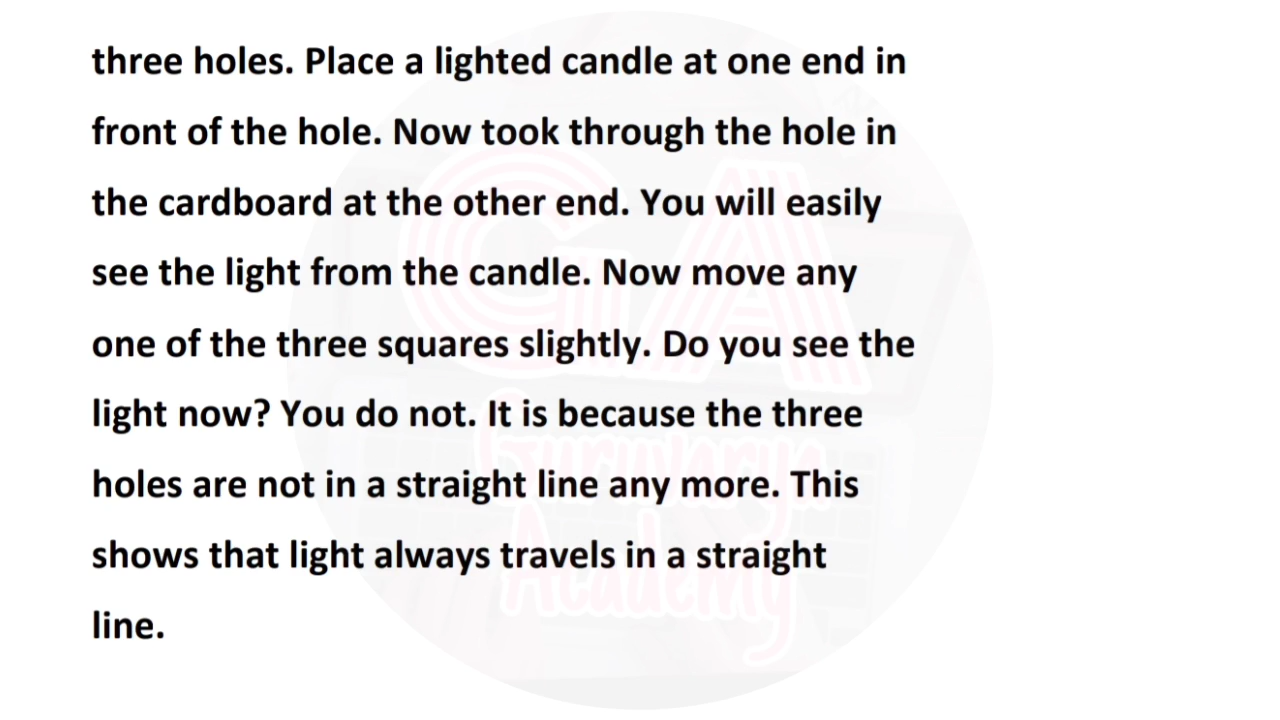 three holes. Place a lighted candle at one end in
front of the hole. Now took through the hole in
the cardboard at the other end. You will easily
see the light from the candle. Now move any
one of the three squares slightly. Do you see the
light now? You do not. It is because the three
holes are not in a straight line any more. This
shows that light always travels in a straight
line.
GA
Guruvarya
Academy